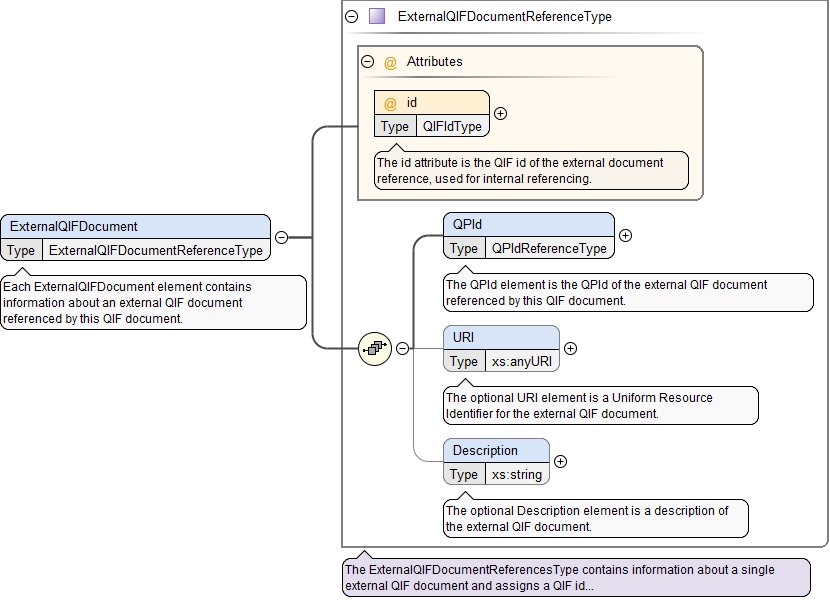 ExternalQIFDocumentReferenceType
@ Attributes
@ id
Type QIFIdType
The id attribute is the QIF id of the external document
reference, used for internal referencing.
ExternalQIFDocument
Type ExternalQIFDocumentReferenceType
Each ExternalQIFDocument element contains
information about an external QIF document
referenced by this QIF document.
QPId
Type QPIdReferenceType
The QPId element is the QPId of the external QIF document
referenced by this QIF document.
URI
Type xs:anyURI
The optional URI element is a Uniform Resource
Identifier for the external QIF document.
Description
Type xs:string
The optional Description element is a description of
the external QIF document.
The ExternalQIFDocumentReferencesType contains information about a single
external QIF document and assigns a QIF id...